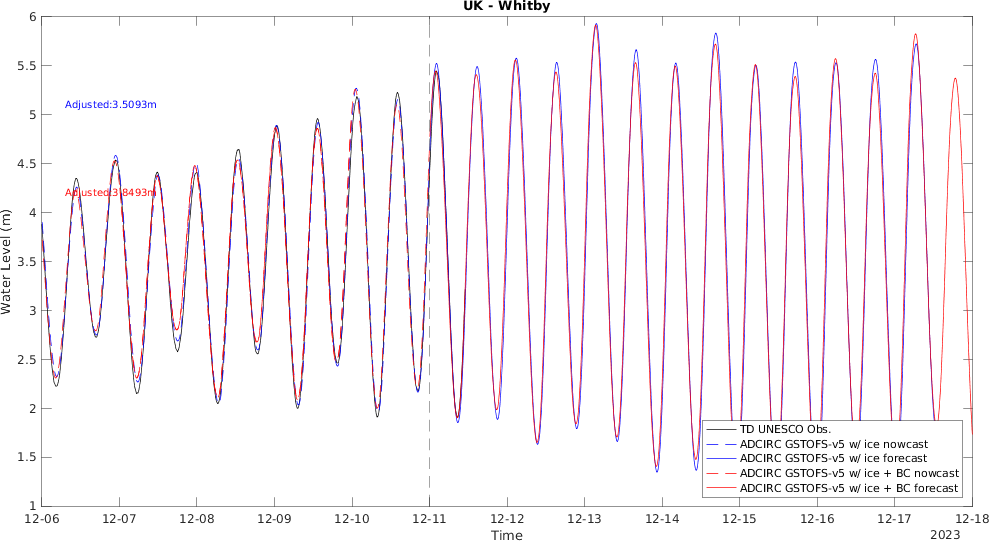 UK - Whitby
6
5.5
5
4.5
4
3.5
3
2.5
2
1.5
1
Water Level (m)
Adjusted:3.5093m
Adjusted:3.8493m
TD UNESCO Obs.
ADCIRC GSTOFS-v5 w/ ice nowcast
ADCIRC GSTOFS-v5 w/ ice forecast
ADCIRC GSTOFS-v5 w/ ice + BC nowcast
ADCIRC GSTOFS-v5 w/ ice + BC forecast
12-06 12-07 12-08 12-09 12-10 12-11 12-12 12-13 12-14 12-15 12-16 12-17 12-18
Time
2023